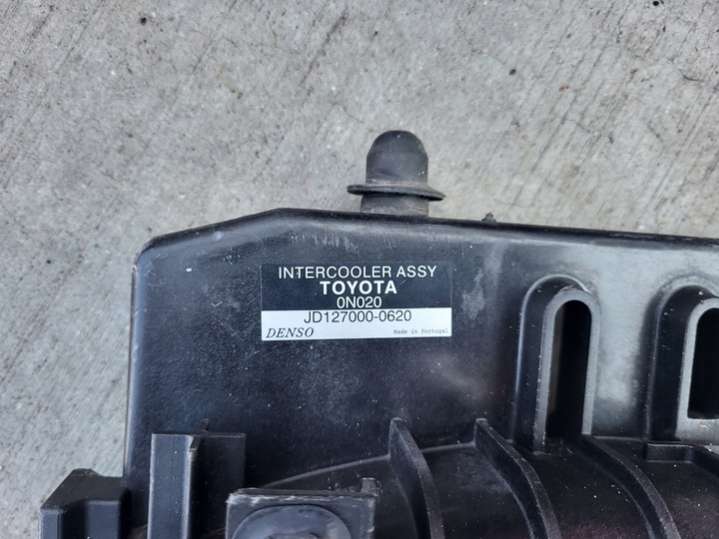 INTERCOOLER ASSY
TOYOTA
0N020
JD127000-0620
DENSO Made in Portugal